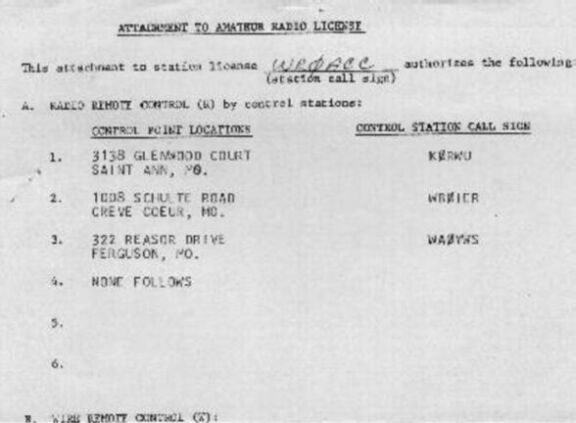 ATTACHMENT TO AMATEUR RADIO LICENSE
This attachment to station license WRØACC authorizes the following:
(station call sign)
A. RADIO REMOTE CONTROL (R) by control stations:
CONTROL POINT LOCATIONS CONTROL STATION CALL SIGN
1. 3138 GLENWOOD COURT KØRWU
SAINT ANN, MO.
2. 1008 SCHULTE ROAD WBØIER
CREVE COEUR, MO.
3. 322 REASOR DRIVE WAØYWS
FERGUSON, MO.
4. NONE FOLLOWS
5.
6.
B. WIRE REMOTE CONTROL (W):